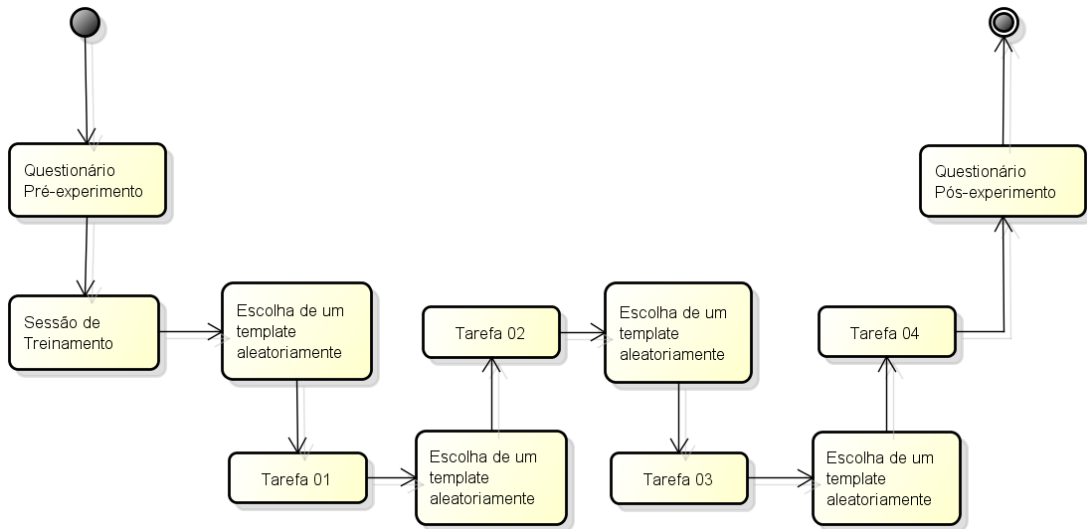 Questionário
Pré-experimento
Sessão de
Treinamento
Escolha de um
template
aleatoriamente
Tarefa 01
Escolha de um
template
aleatoriamente
Tarefa 02
Escolha de um
template
aleatoriamente
Tarefa 03
Escolha de um
template
aleatoriamente
Tarefa 04
Questionário
Pós-experimento